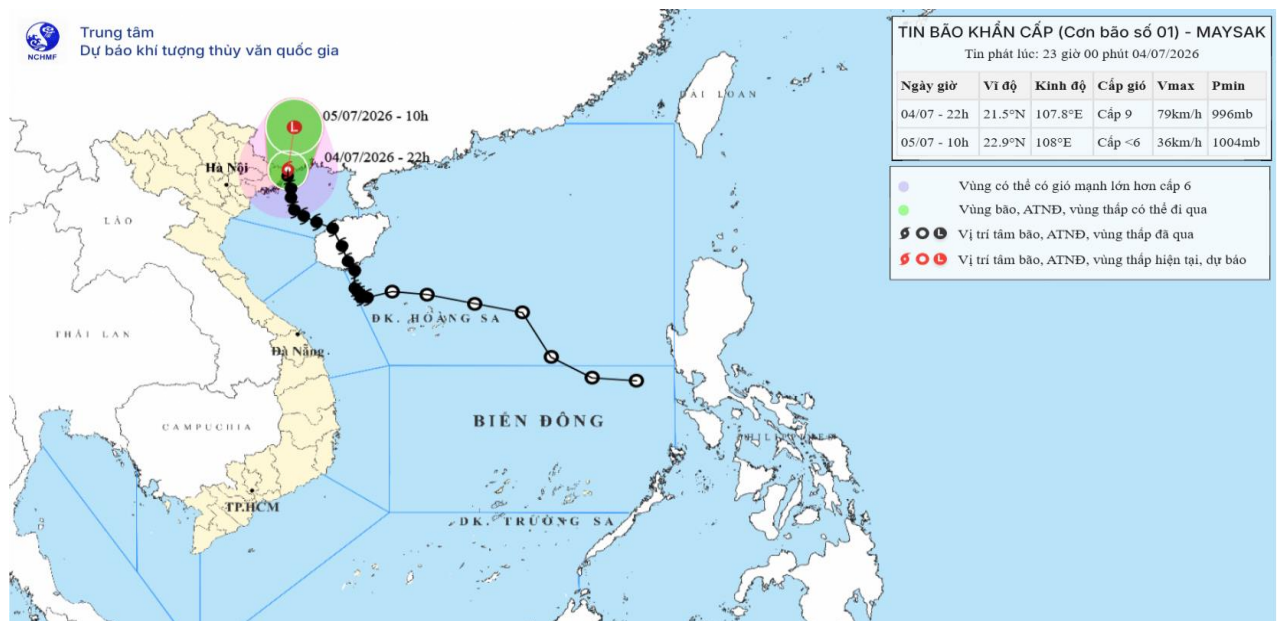 Trung tâm
Dự báo khí tượng thủy văn quốc gia
NCHMF
TIN BÃO KHẨN CẤP (Cơn bão số 01) - MAYSAK
Tin phát lúc: 23 giờ 00 phút 04/07/2026
Ngày giờ Vĩ độ Kinh độ Cấp gió Vmax Pmin
04/07 - 22h 21.5°N 107.8°E Cấp 9 79km/h 996mb
05/07 - 10h 22.9°N 108°E Cấp <6 36km/h 1004mb
Vùng có thể có gió mạnh lớn hơn cấp 6
Vùng bão, ATNĐ, vùng thấp có thể đi qua
L Vị trí tâm bão, ATNĐ, vùng thấp đã qua
L Vị trí tâm bão, ATNĐ, vùng thấp hiện tại, dự báo
ĐÀI LOAN
05/07/2026 - 10h
L
04/07/2026 - 22h
Hà Nội
LÀO
ĐK. HOÀNG SA
THÁI LAN
Đà Nẵng
BIỂN ĐÔNG
CAMPUCHIA
PHILIPPINES
TP.HCM
ĐK. TRƯỜNG SA